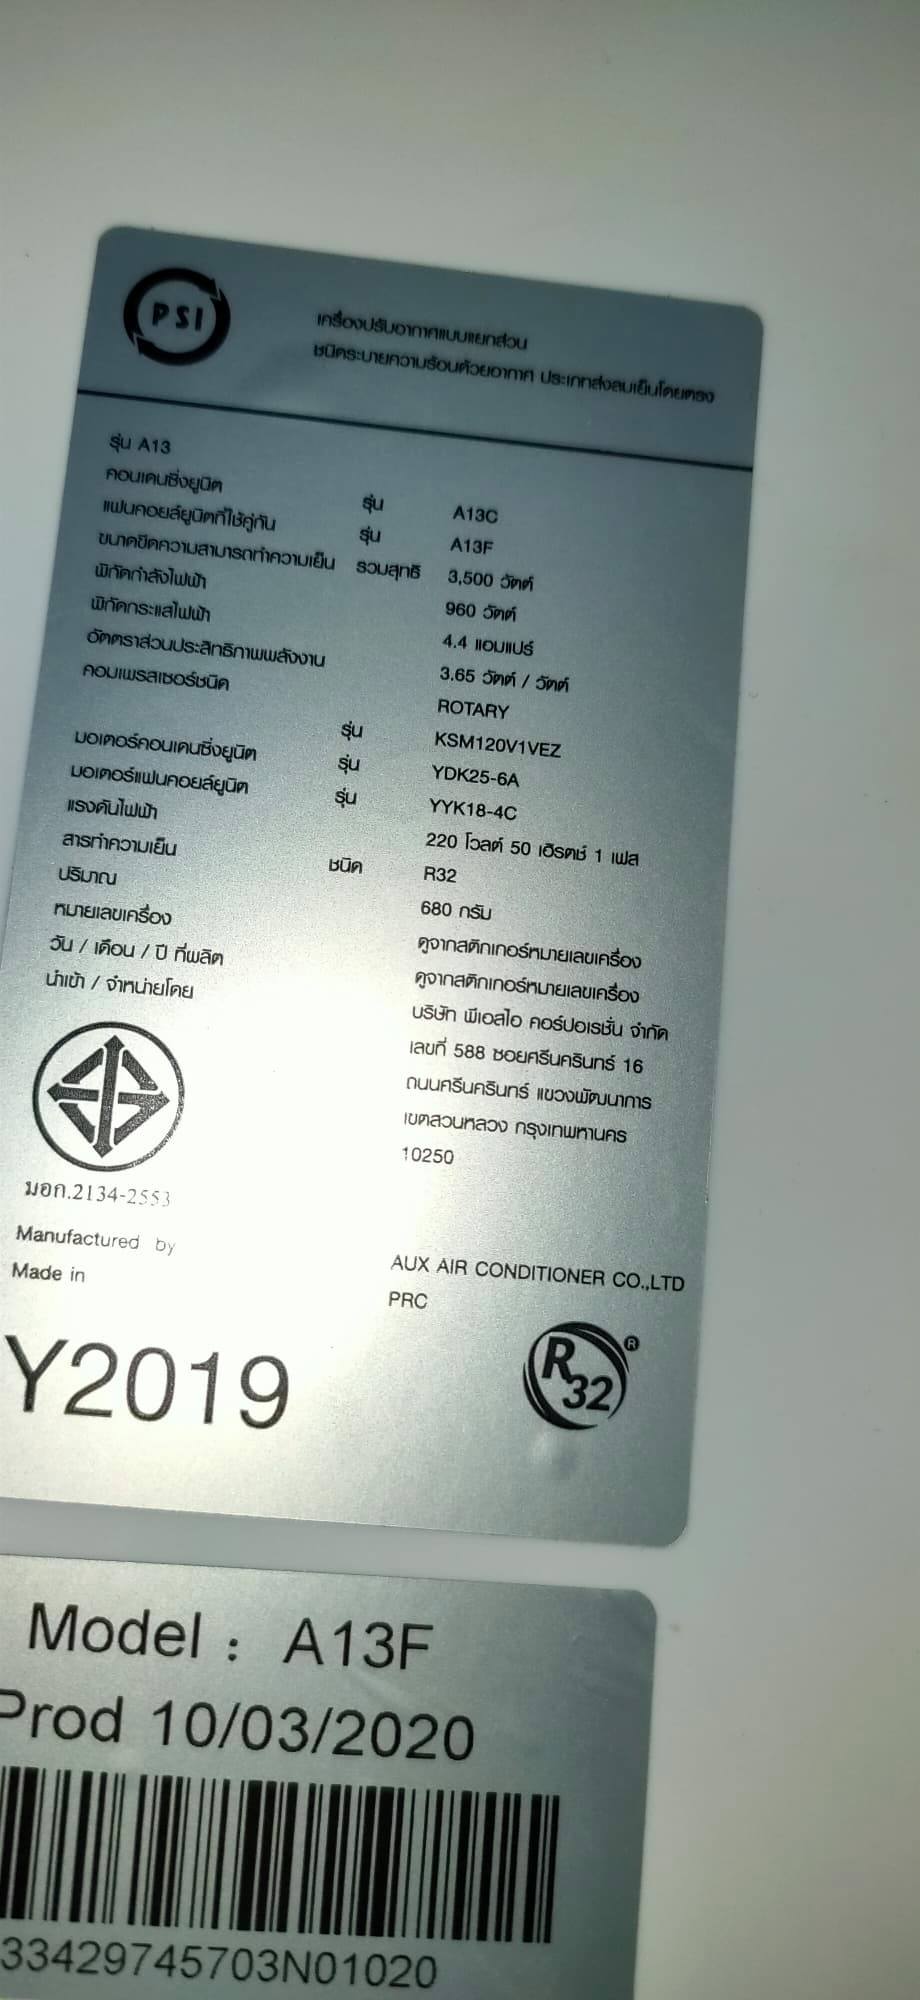 PSI
เครื่องปรับอากาศแบบแยกส่วน
ชนิดระบายความร้อนด้วยอากาศ ประเภทส่งลมเย็นโดยตรง
รุ่น A13
คอนเดนซิ่งยูนิต รุ่น A13C
แฟนคอยล์ยูนิตที่ใช้คู่กัน รุ่น A13F
ขนาดขีดความสามารถทำความเย็น รวมสุทธิ 3,500 วัตต์
พิกัดกำลังไฟฟ้า 960 วัตต์
พิกัดกระแสไฟฟ้า 4.4 แอมแปร์
อัตตราส่วนประสิทธิภาพพลังงาน 3.65 วัตต์ / วัตต์
คอมเพรสเซอร์ชนิด ROTARY
รุ่น KSM120V1VEZ
มอเตอร์คอนเดนซิ่งยูนิต รุ่น YDK25-6A
มอเตอร์แฟนคอยล์ยูนิต รุ่น YYK18-4C
แรงดันไฟฟ้า 220 โวลต์ 50 เฮิรตซ์ 1 เฟส
สารทำความเย็น ชนิด R32
ปริมาณ 680 กรัม
หมายเลขเครื่อง ดูจากสติกเกอร์หมายเลขเครื่อง
วัน / เดือน / ปี ที่ผลิต ดูจากสติกเกอร์หมายเลขเครื่อง
นำเข้า / จำหน่ายโดย บริษัท พีเอสไอ คอร์ปอเรชั่น จำกัด
เลขที่ 588 ซอยศรีนครินทร์ 16
ถนนศรีนครินทร์ แขวงพัฒนาการ
เขตสวนหลวง กรุงเทพหานคร
10250
มอก.2134-2553
Manufactured by AUX AIR CONDITIONER CO.,LTD
Made in PRC
Y2019
R32 ®
Model : A13F
Prod 10/03/2020
33429745703N01020